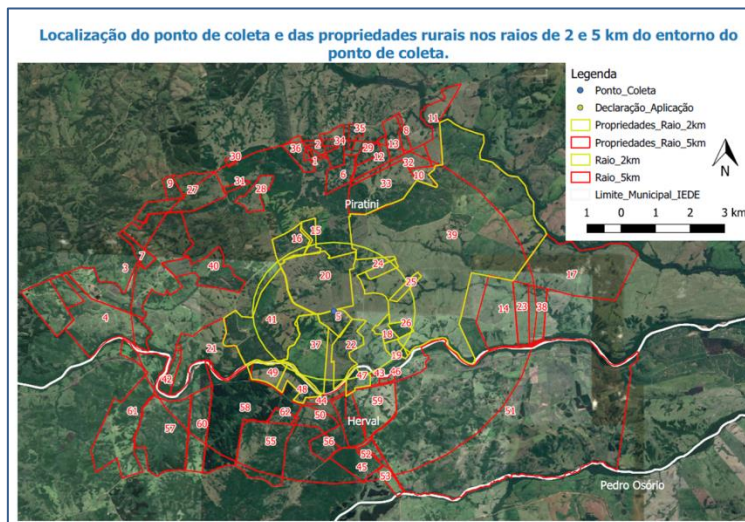 Localização do ponto de coleta e das propriedades rurais nos raios de 2 e 5 km do entorno do
ponto de coleta.
Legenda
Ponto_Coleta
Declaração_Aplicação
Propriedades_Raio_2km
Propriedades_Raio_5km
Raio_2km
Raio_5km
Limite_Municipal_IEDE
N
1 0 1 2 3 km
11
35
36 2 34 8
13
30 1 29 12
32
6 10
9 27 31 28 33
Piratini
15
16 39
7
3 40 24 17
20 25
4 41 5 14 23 38
26
18
21 37 22
19
42 49 47 43 46
48
44 59
61 58 62 50 51
57 60 Herval
55 56
52
45
53
Pedro Osório